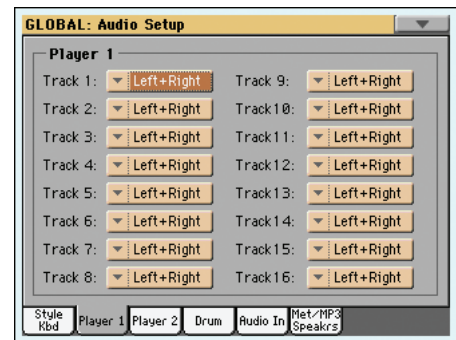 GLOBAL: Audio Setup
Player 1
Track 1: Left+Right Track 9: Left+Right
Track 2: Left+Right Track10: Left+Right
Track 3: Left+Right Track11: Left+Right
Track 4: Left+Right Track12: Left+Right
Track 5: Left+Right Track13: Left+Right
Track 6: Left+Right Track14: Left+Right
Track 7: Left+Right Track15: Left+Right
Track 8: Left+Right Track16: Left+Right
Style Kbd Player 1 Player 2 Drum Audio In Met/MP3 Speakrs